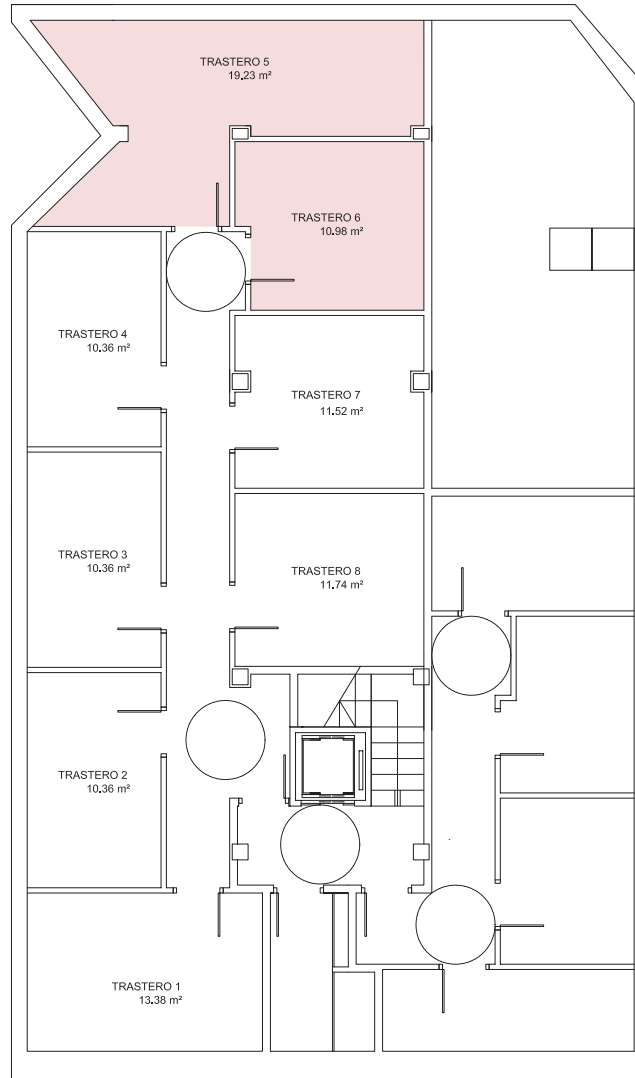 TRASTERO 5
19.23 m²
TRASTERO 6
10.98 m²
TRASTERO 4
10.36 m²
TRASTERO 7
11.52 m²
TRASTERO 3
10.36 m²
TRASTERO 8
11.74 m²
TRASTERO 2
10.36 m²
TRASTERO 1
13.38 m²